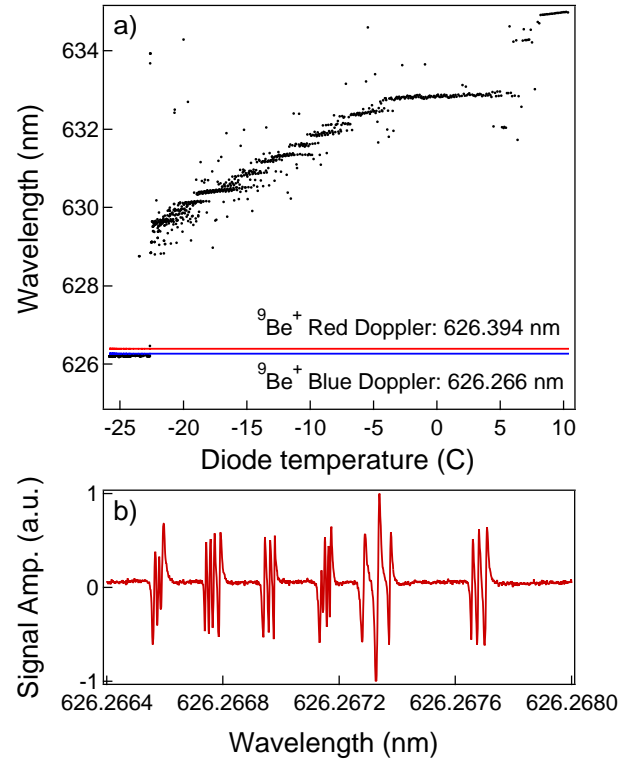 a)
634
632
630
628
626
Wavelength (nm)
⁹Be⁺ Red Doppler: 626.394 nm
⁹Be⁺ Blue Doppler: 626.266 nm
-25 -20 -15 -10 -5 0 5 10
Diode temperature (C)
b)
1
0
-1
Signal Amp. (a.u.)
626.2664 626.2668 626.2672 626.2676 626.2680
Wavelength (nm)